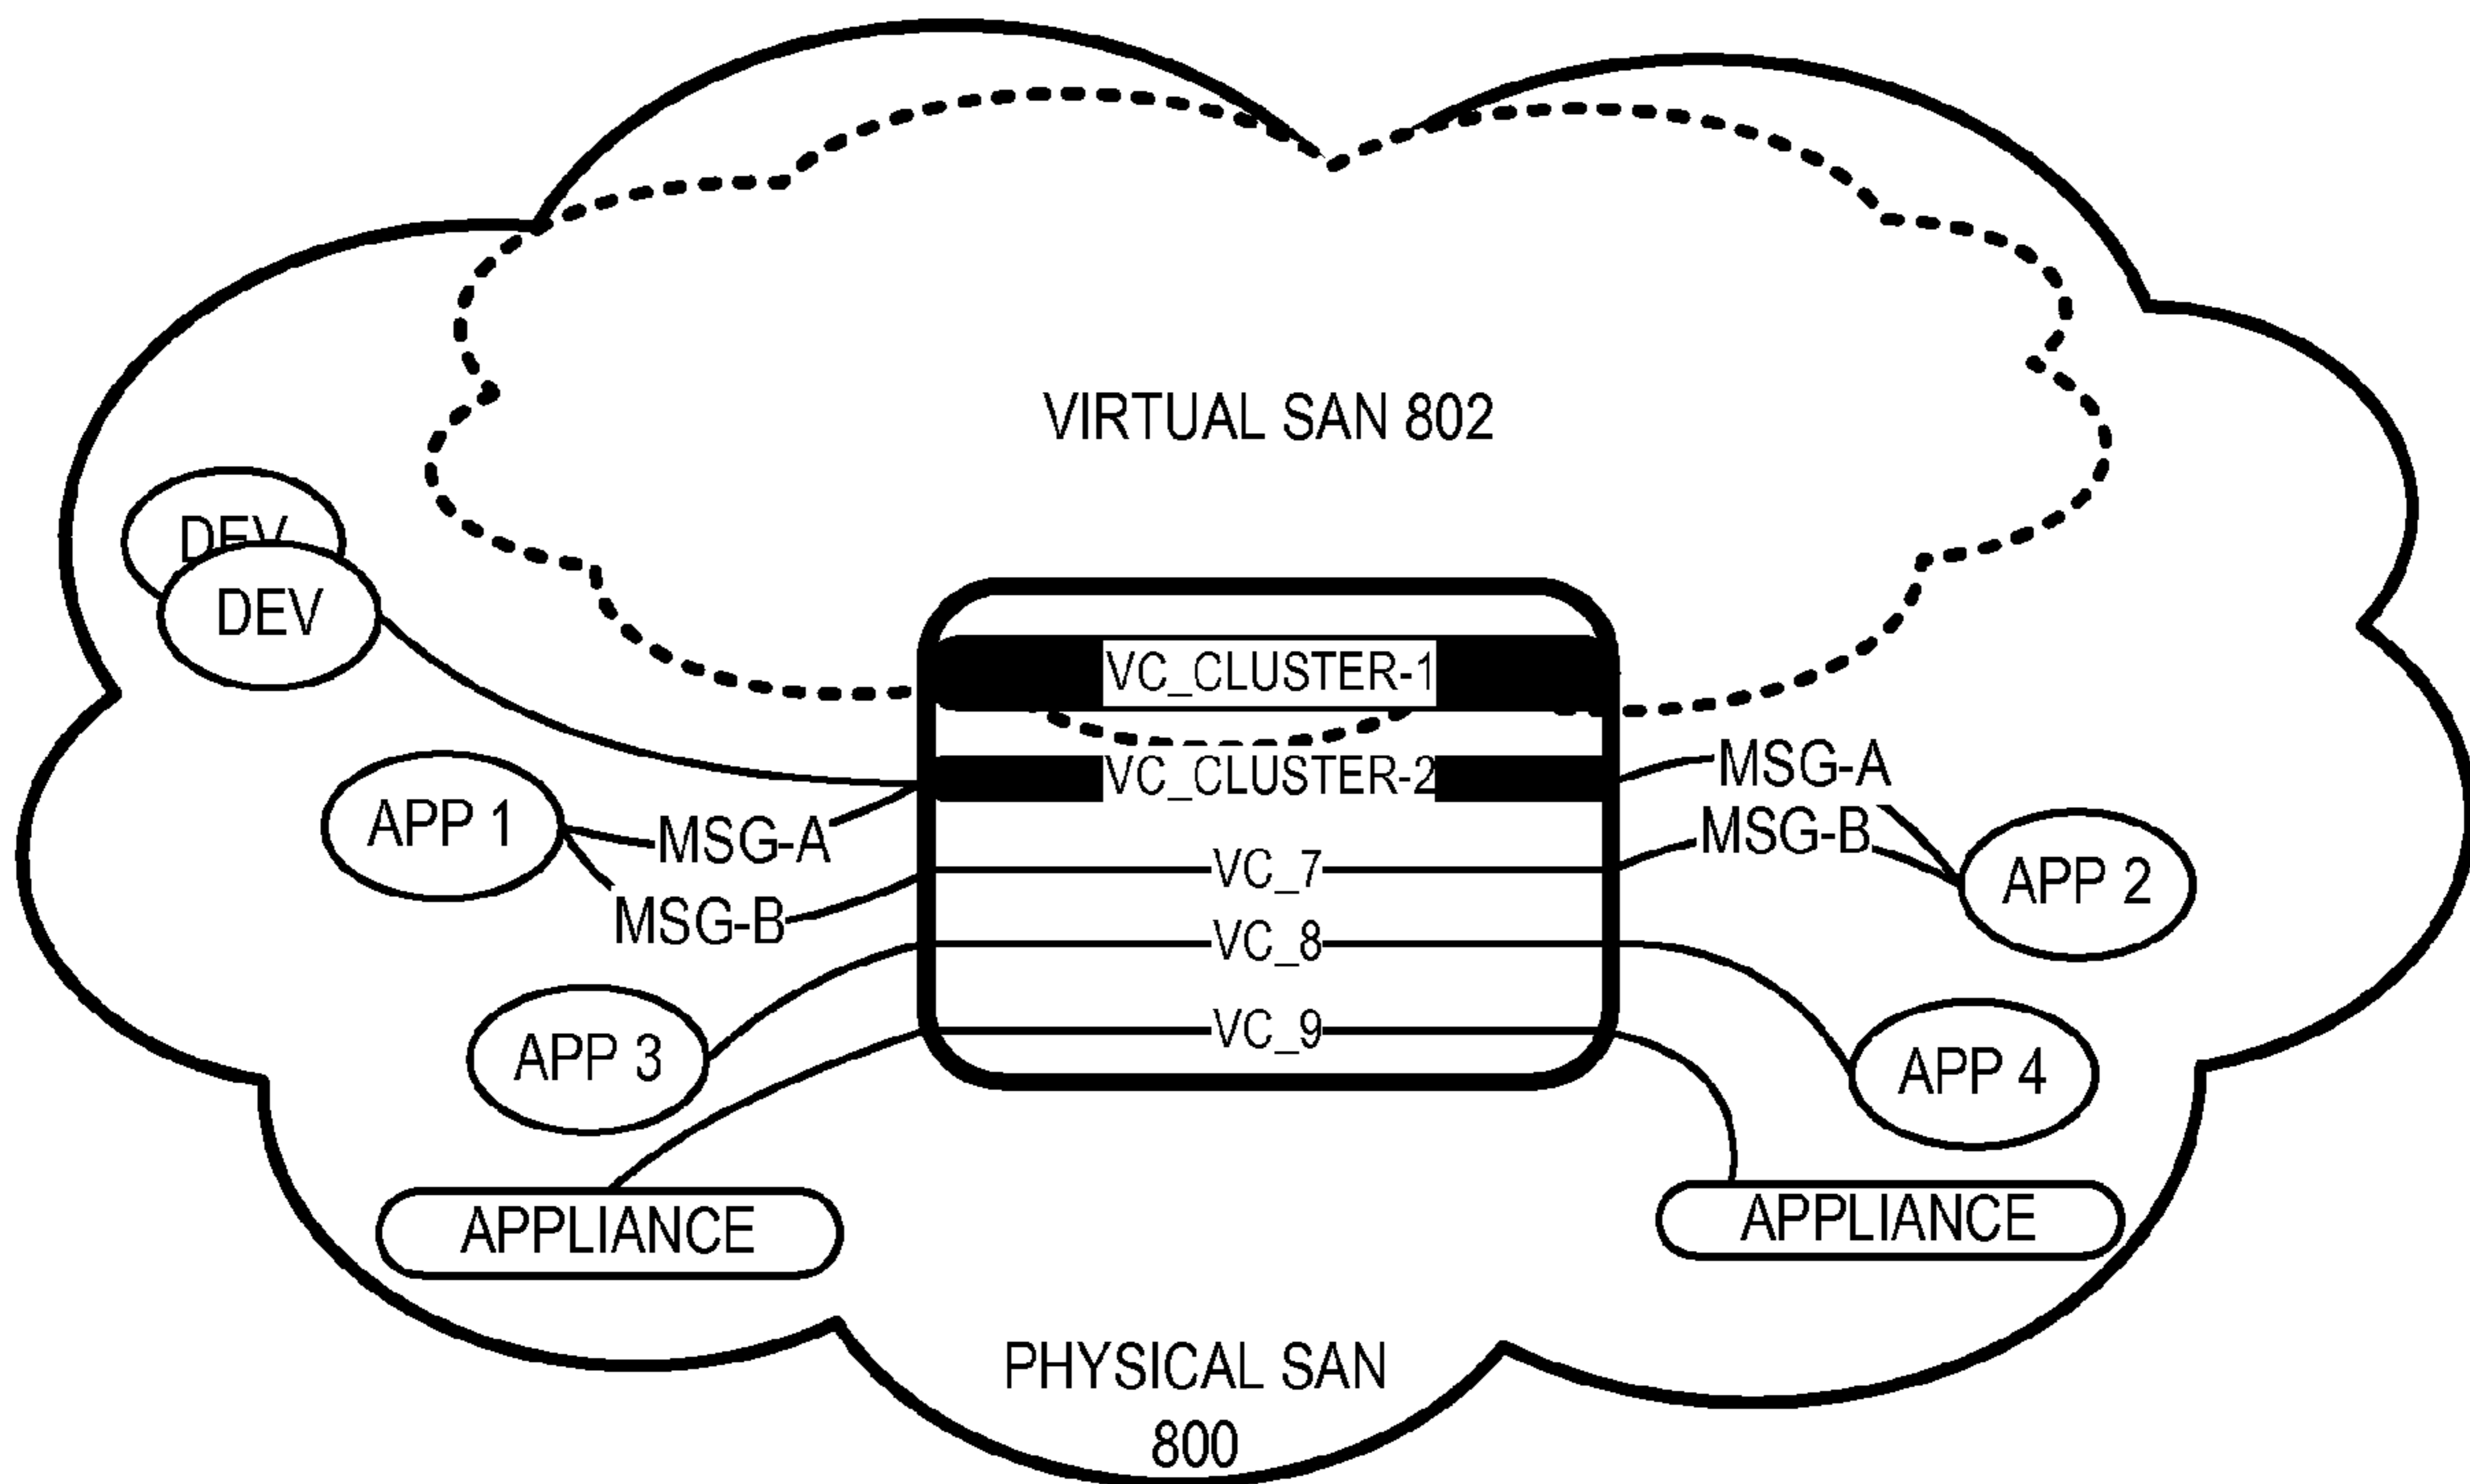 VIRTUAL SAN 802
DEV
DEV
VC_CLUSTER-1
VC_CLUSTER-2
MSG-A
APP 1
MSG-A
MSG-B
VC_7
APP 2
MSG-B
VC_8
APP 3
VC_9
APP 4
APPLIANCE
APPLIANCE
PHYSICAL SAN
800